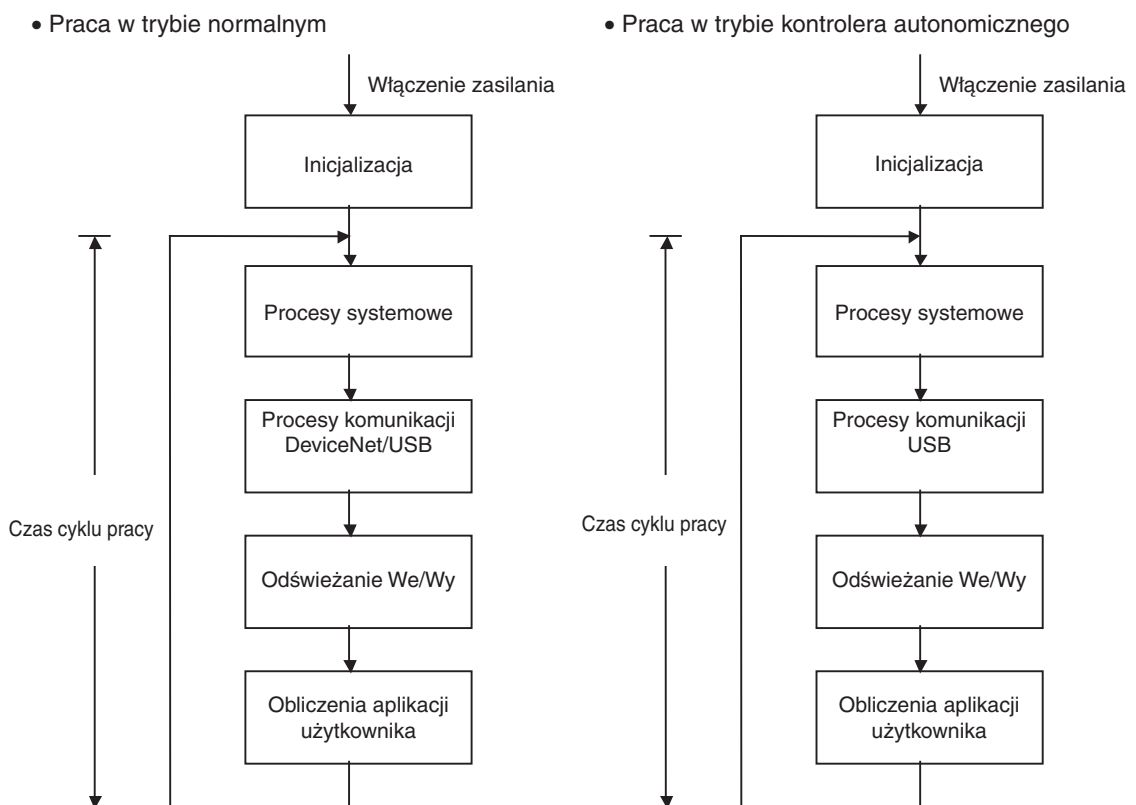 • Praca w trybie normalnym
Włączenie zasilania
Inicjalizacja
Procesy systemowe
Procesy komunikacji
DeviceNet/USB
Czas cyklu pracy
Odświeżanie We/Wy
Obliczenia aplikacji
użytkownika
• Praca w trybie kontrolera autonomicznego
Włączenie zasilania
Inicjalizacja
Procesy systemowe
Procesy komunikacji
USB
Czas cyklu pracy
Odświeżanie We/Wy
Obliczenia aplikacji
użytkownika